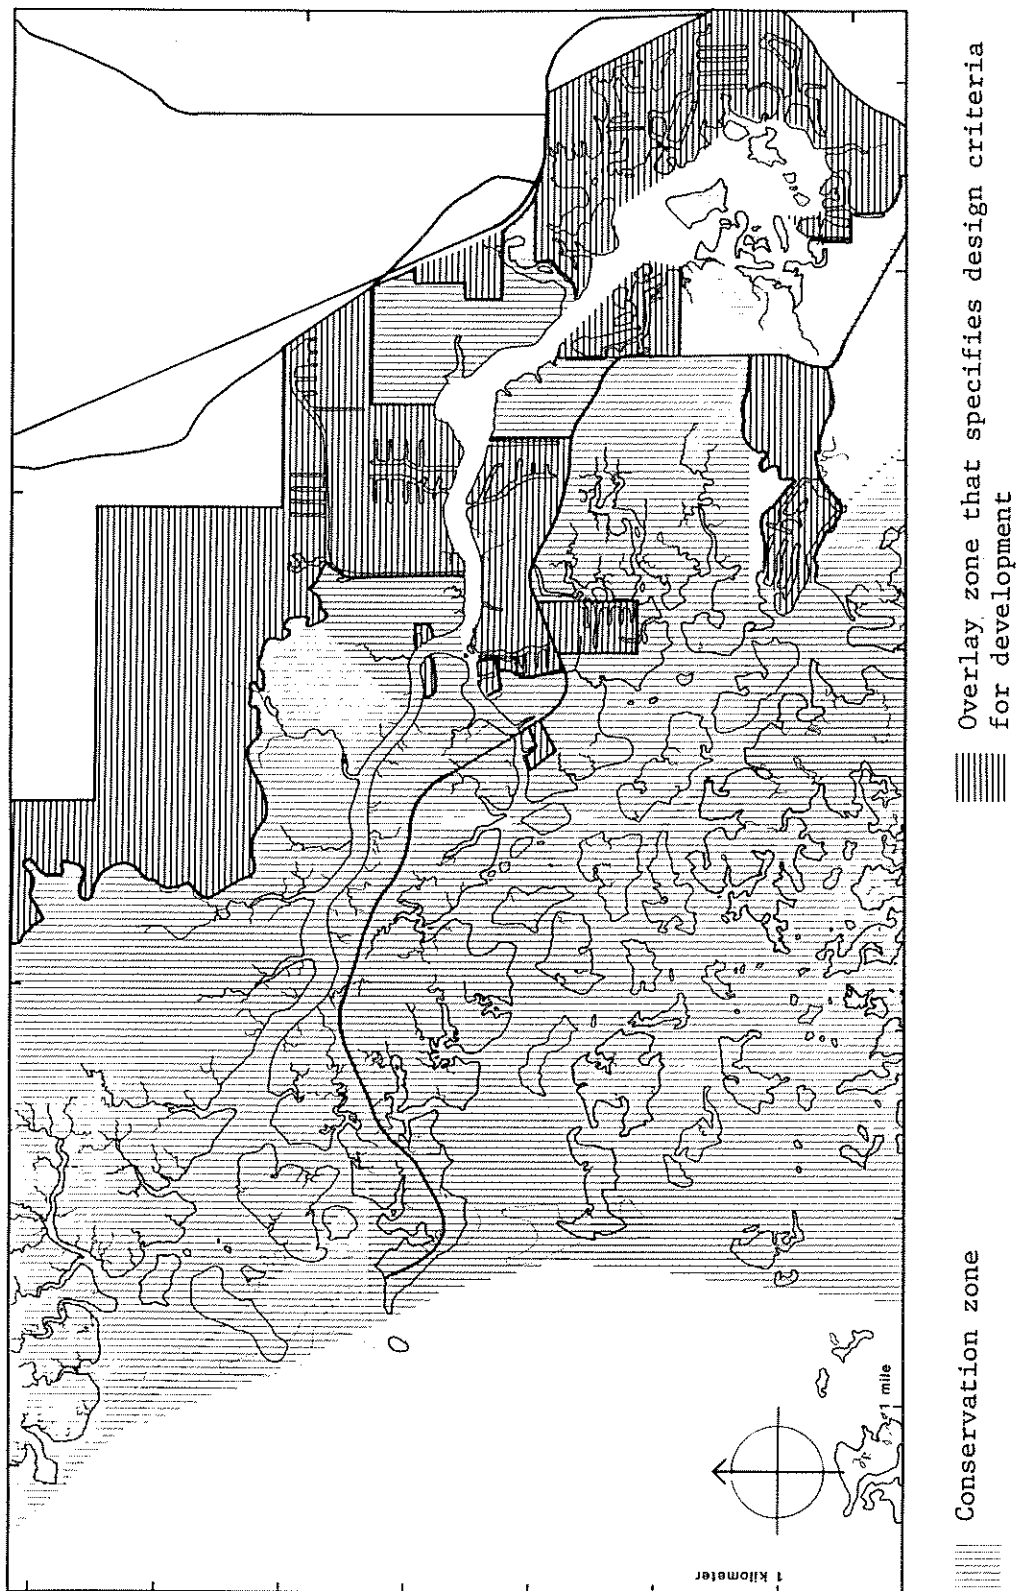 1 kilometer
1 mile
Conservation zone
Overlay zone that specifies design criteria
for development